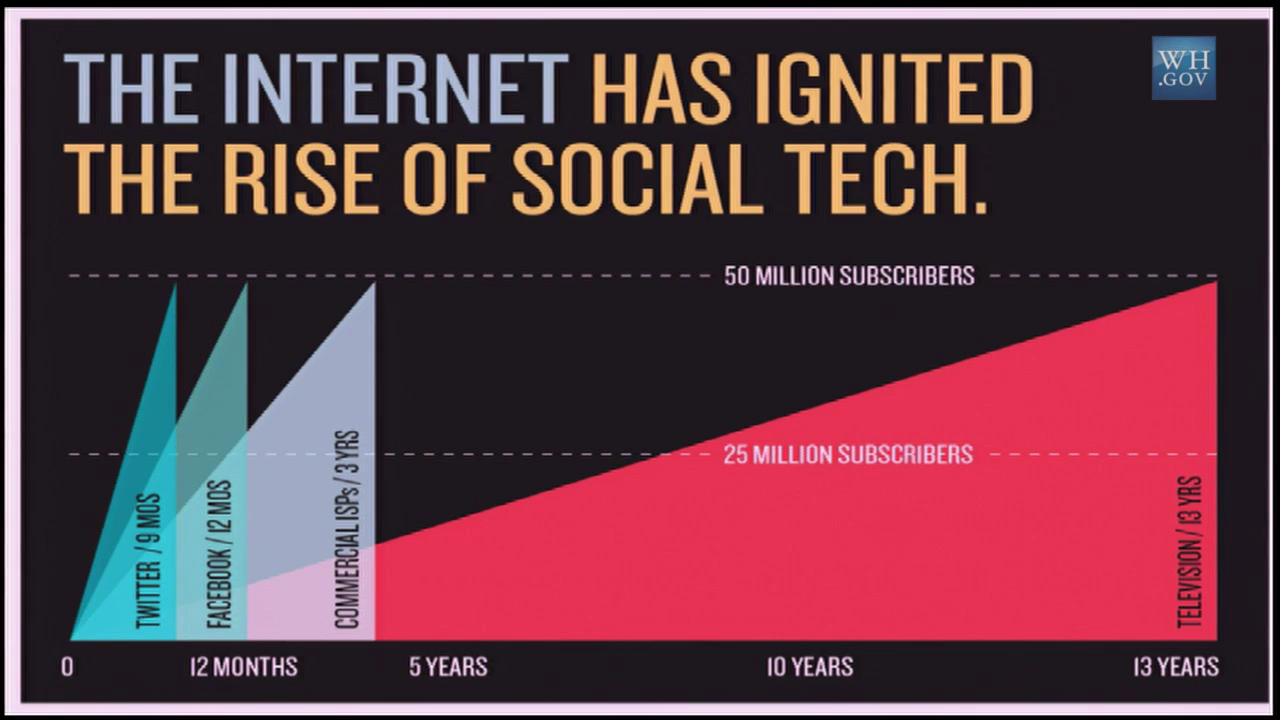 THE INTERNET HAS IGNITED
THE RISE OF SOCIAL TECH.
WH
.GOV
50 MILLION SUBSCRIBERS
25 MILLION SUBSCRIBERS
TWITTER / 9 MOS
FACEBOOK / 12 MOS
COMMERCIAL ISPs / 3 YRS
TELEVISION / 13 YRS
0
12 MONTHS
5 YEARS
10 YEARS
13 YEARS